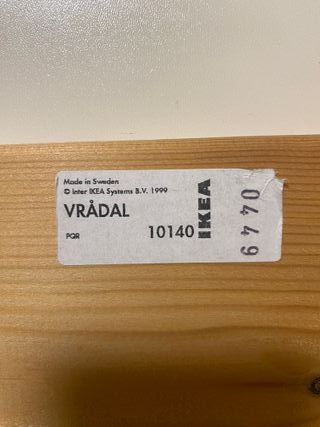 Made in Sweden
© Inter IKEA Systems B.V. 1999
VRÅDAL
PQR 10140
IKEA
0449